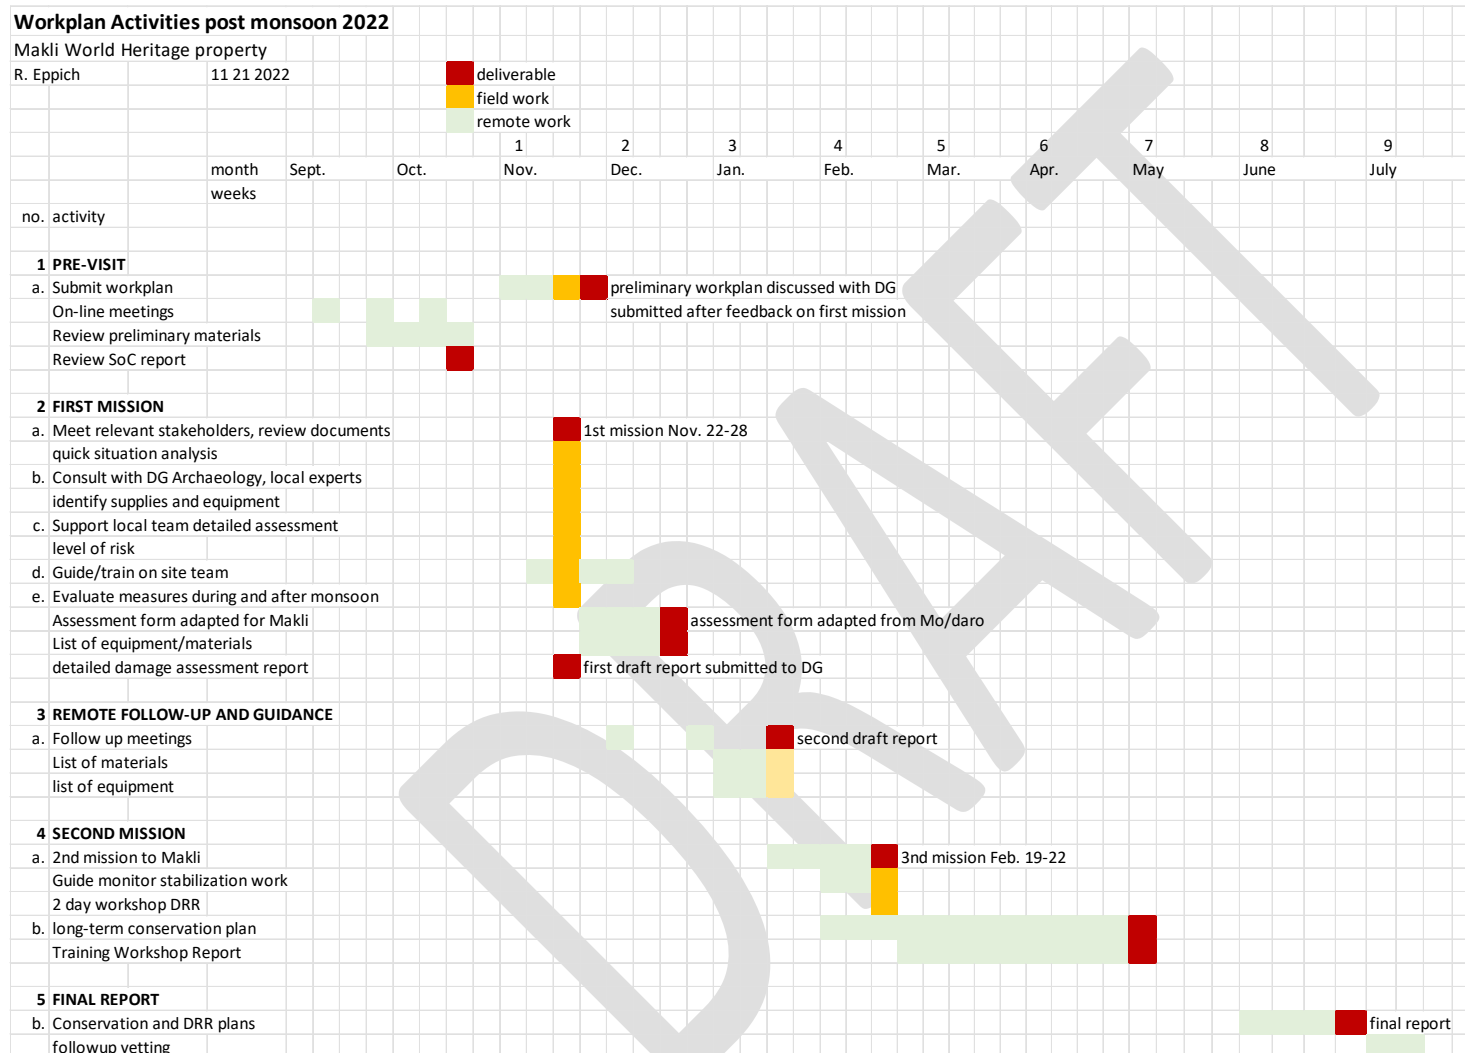 Workplan Activities post monsoon 2022
Makli World Heritage property
R. Eppich 11 21 2022 deliverable
field work
remote work
1 2 3 4 5 6 7 8 9
month Sept. Oct. Nov. Dec. Jan. Feb. Mar. Apr. May June July
weeks
no. activity
1 PRE-VISIT
a. Submit workplan preliminary workplan discussed with DG
On-line meetings submitted after feedback on first mission
Review preliminary materials
Review SoC report
2 FIRST MISSION
a. Meet relevant stakeholders, review documents 1st mission Nov. 22-28
quick situation analysis
b. Consult with DG Archaeology, local experts
identify supplies and equipment
c. Support local team detailed assessment
level of risk
d. Guide/train on site team
e. Evaluate measures during and after monsoon
Assessment form adapted for Makli assessment form adapted from Mo/daro
List of equipment/materials
detailed damage assessment report first draft report submitted to DG
3 REMOTE FOLLOW-UP AND GUIDANCE
a. Follow up meetings second draft report
List of materials
list of equipment
4 SECOND MISSION
a. 2nd mission to Makli 3nd mission Feb. 19-22
Guide monitor stabilization work
2 day workshop DRR
b. long-term conservation plan
Training Workshop Report
5 FINAL REPORT
b. Conservation and DRR plans final report
followup vetting
DRAFT